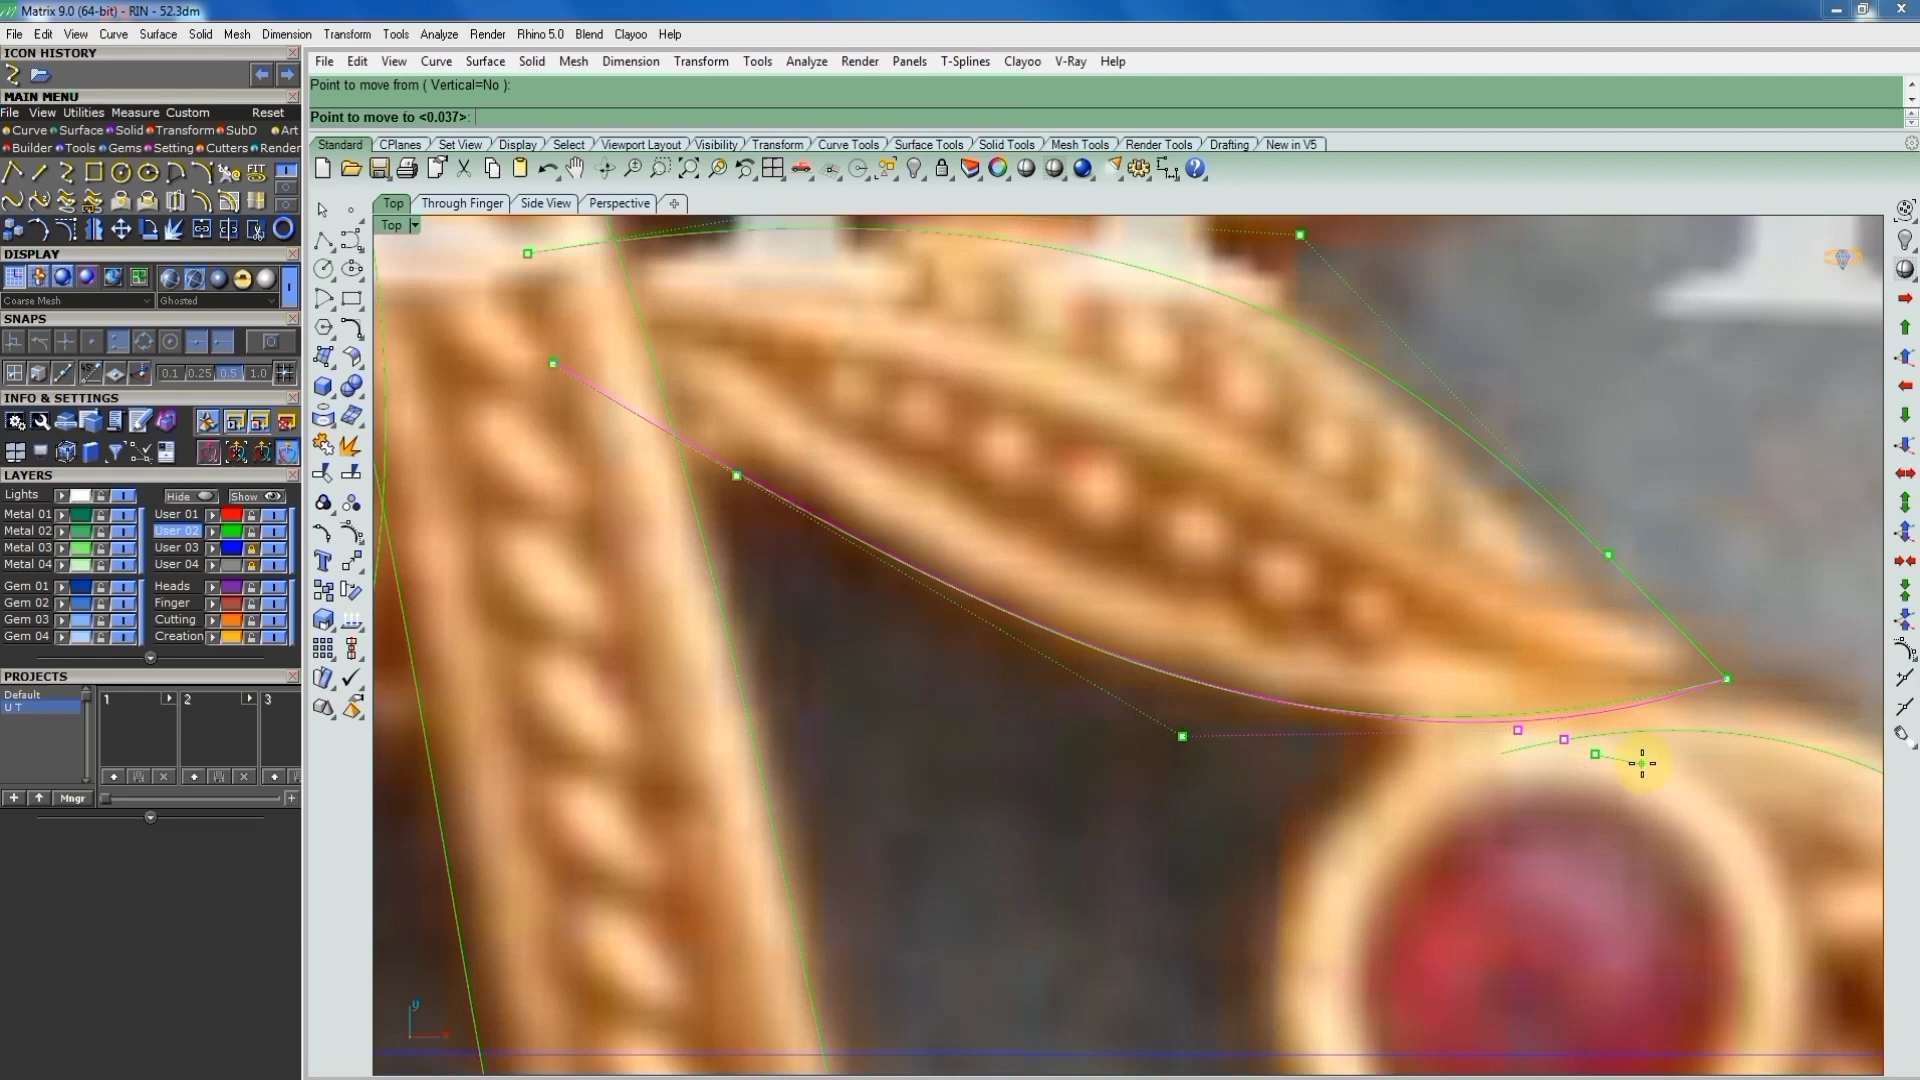 Matrix 9.0 (64-bit) - RIN - 52.3dm
File Edit View Curve Surface Solid Mesh Dimension Transform Tools Analyze Render Rhino 5.0 Blend Clayoo Help
ICON HISTORY
MAIN MENU
File View Utilities Measure Custom Reset
Curve Surface Solid Transform SubD Art
Builder Tools Gems Setting Cutters Render
FIT
DISPLAY
Coarse Mesh Ghosted
SNAPS
0.1 0.25 0.5 1.0
INFO & SETTINGS
LAYERS
Lights Hide Show
Metal 01 User 01
Metal 02 User 02
Metal 03 User 03
Metal 04 User 04
Gem 01 Heads
Gem 02 Finger
Gem 03 Cutting
Gem 04 Creation
PROJECTS
Default
U T
1 2 3
Mngr
File Edit View Curve Surface Solid Mesh Dimension Transform Tools Analyze Render Panels T-Splines Clayoo V-Ray Help
Point to move from ( Vertical=No ):
Point to move to <0.037>:
Standard CPlanes Set View Display Select Viewport Layout Visibility Transform Curve Tools Surface Tools Solid Tools Mesh Tools Render Tools Drafting New in V5
Top Through Finger Side View Perspective
Top
y
x